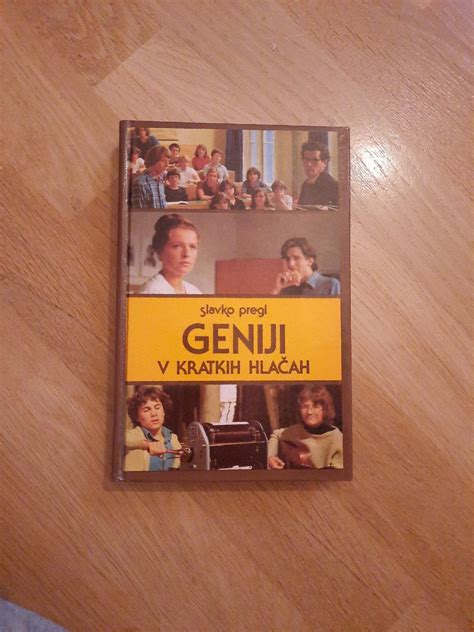 slavko pregl
GENIJI
V KRATKIH HLAČAH